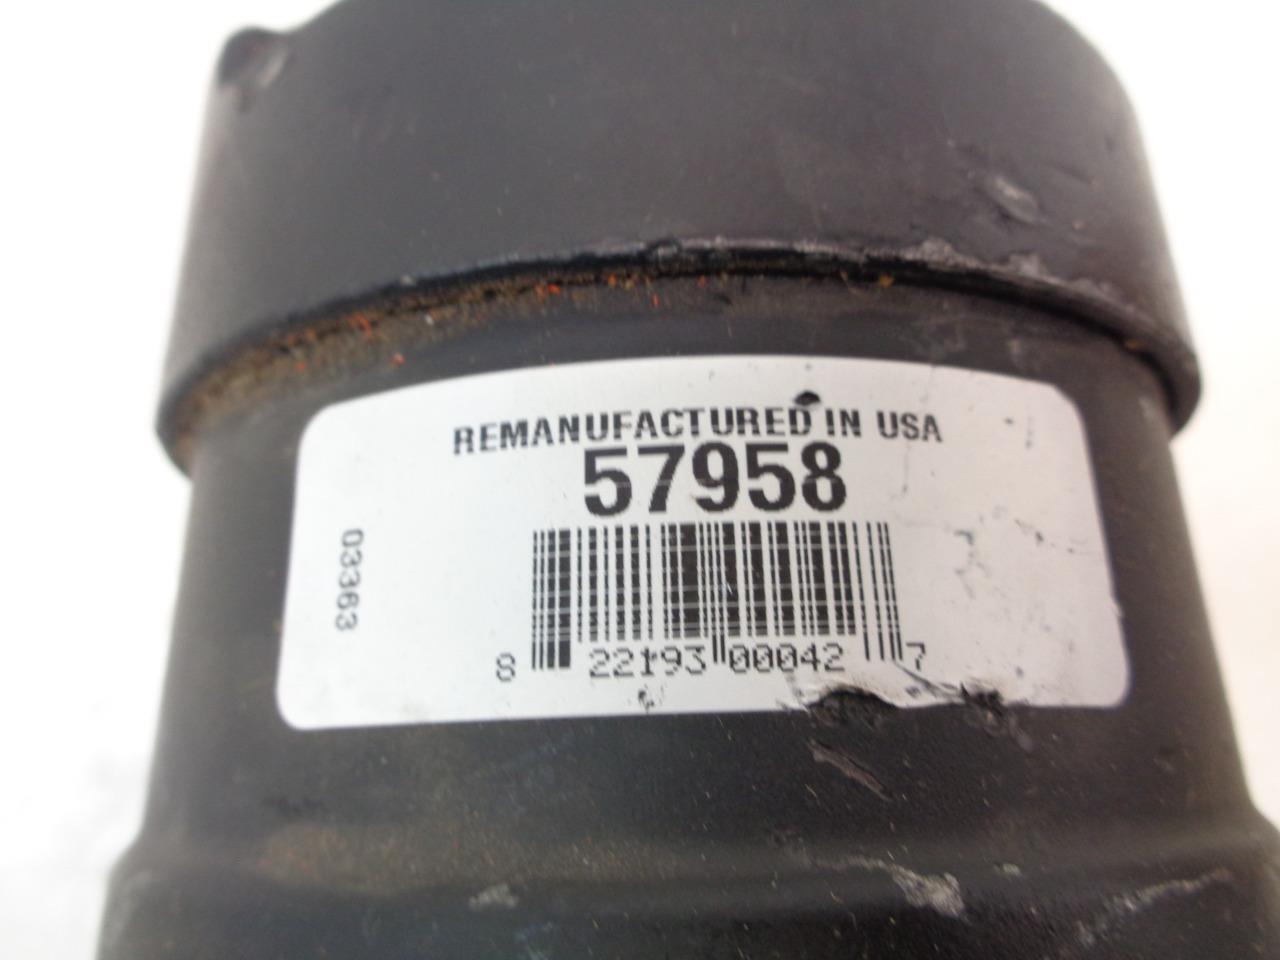 REMANUFACTURED IN USA
57958
03363
8 22193 00042 7